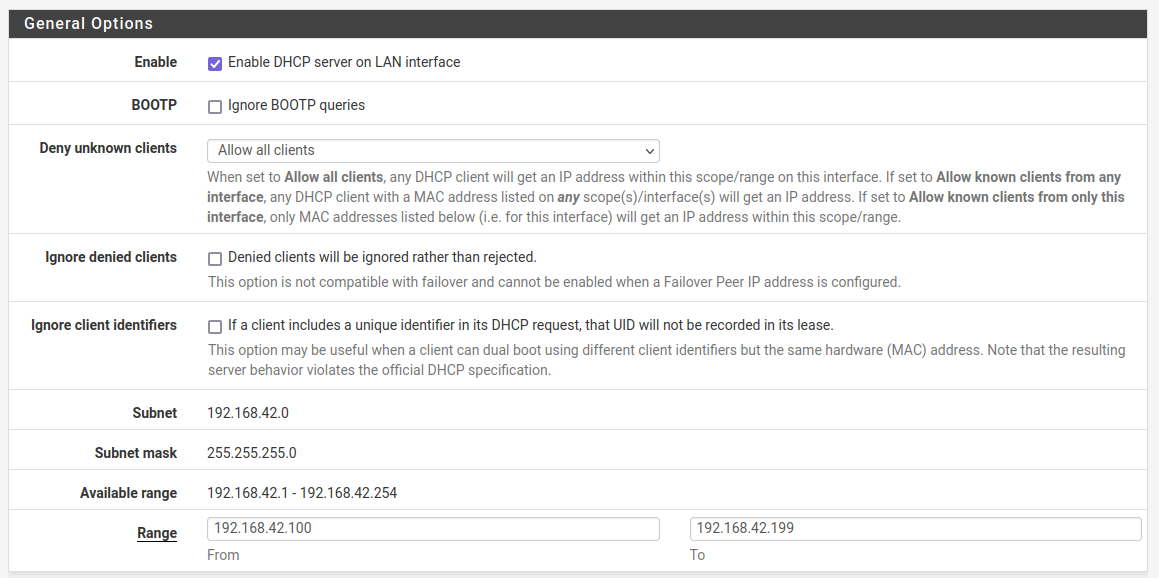 General Options
Enable
Enable DHCP server on LAN interface
BOOTP
Ignore BOOTP queries
Deny unknown clients
Allow all clients
When set to Allow all clients, any DHCP client will get an IP address within this scope/range on this interface. If set to Allow known clients from any
interface, any DHCP client with a MAC address listed on any scope(s)/interface(s) will get an IP address. If set to Allow known clients from only this
interface, only MAC addresses listed below (i.e. for this interface) will get an IP address within this scope/range.
Ignore denied clients
Denied clients will be ignored rather than rejected.
This option is not compatible with failover and cannot be enabled when a Failover Peer IP address is configured.
Ignore client identifiers
If a client includes a unique identifier in its DHCP request, that UID will not be recorded in its lease.
This option may be useful when a client can dual boot using different client identifiers but the same hardware (MAC) address. Note that the resulting
server behavior violates the official DHCP specification.
Subnet
192.168.42.0
Subnet mask
255.255.255.0
Available range
192.168.42.1 - 192.168.42.254
Range
192.168.42.100
192.168.42.199
From
To